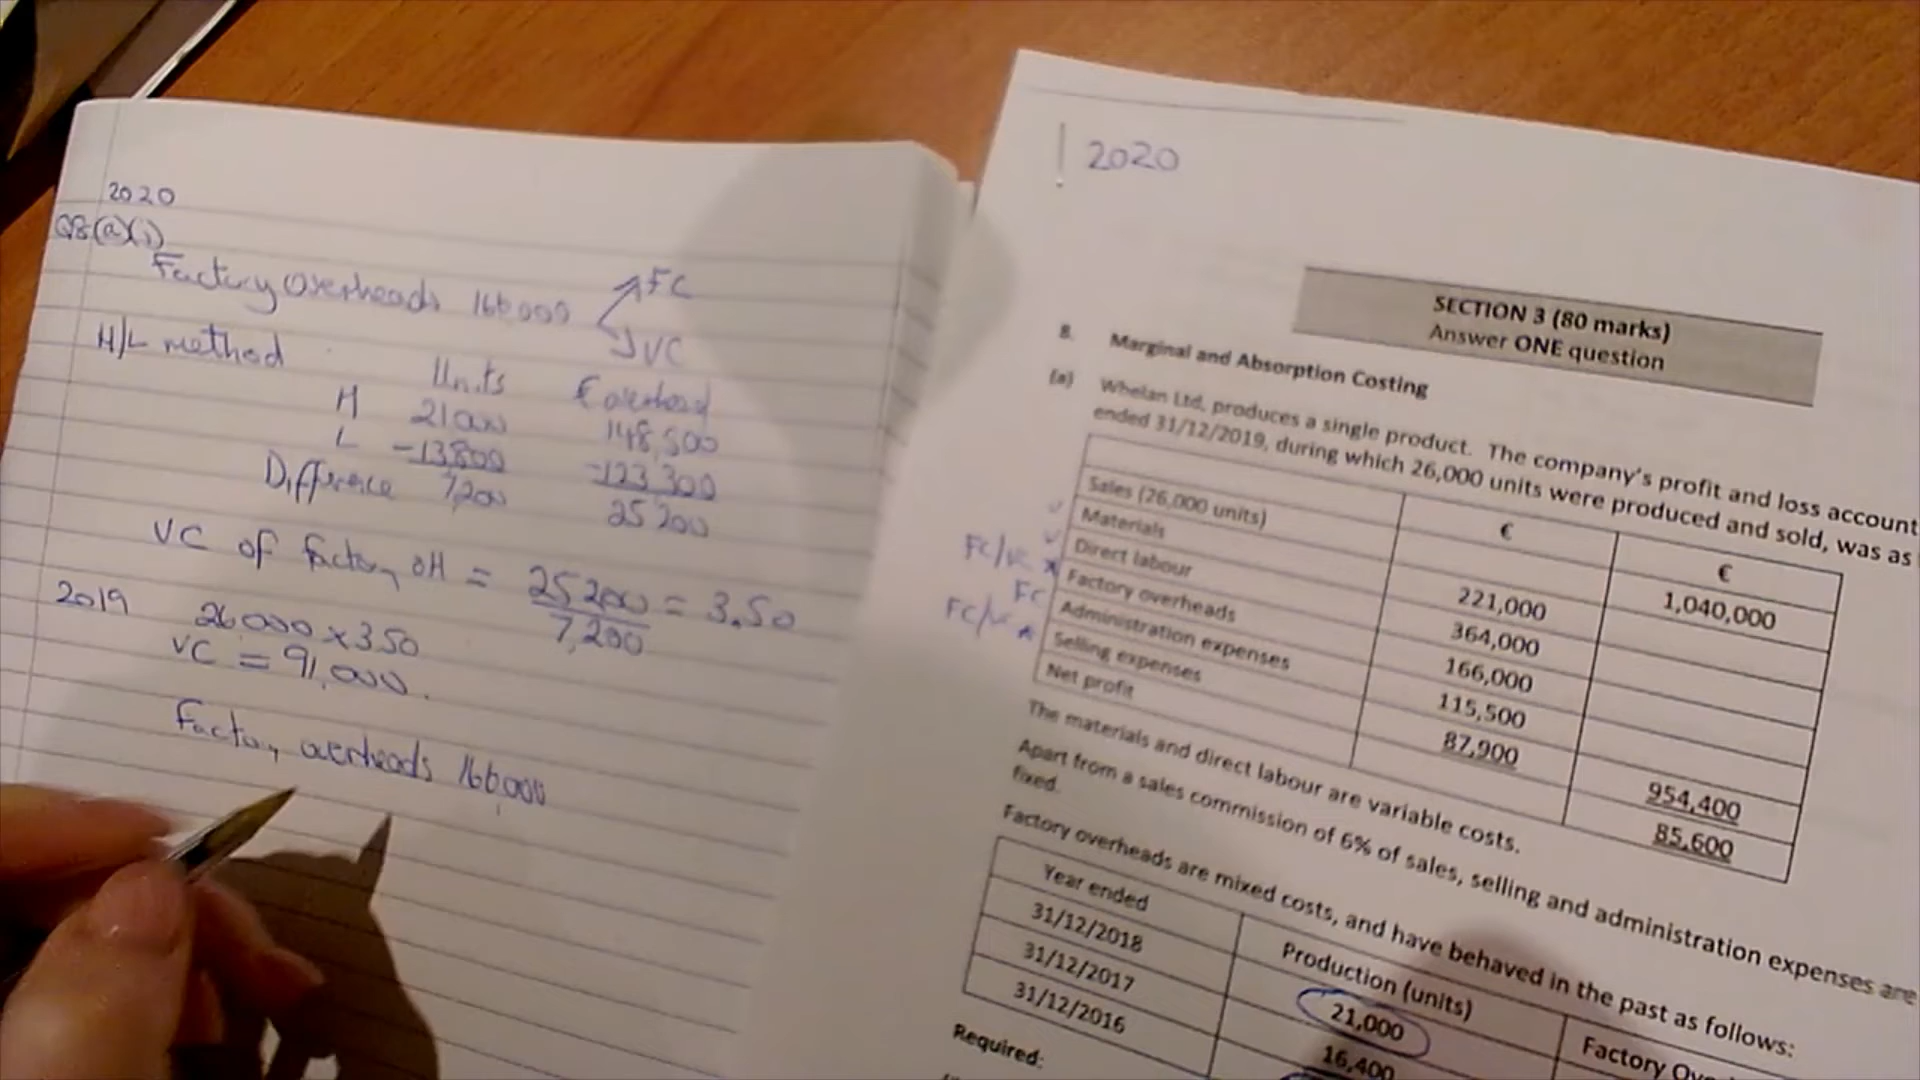 2020
Q8(a)(i)
Factory Overheads 166000 FC
VC
H/L method
Units € overhead
H 21000 148,500
L -13,800 -123 300
Difference 7,200 25 200
VC of factory OH = 25 200 = 3.50
7,200
2019 26000 x 3.50
VC = 91,000.
Factory overheads 166000
2020
SECTION 3 (80 marks)
Answer ONE question
8. Marginal and Absorption Costing
(a) Whelan Ltd, produces a single product. The company's profit and loss account
ended 31/12/2019, during which 26,000 units were produced and sold, was as
€ €
Sales (26,000 units) 1,040,000
Materials 221,000
Direct labour 364,000
FC/VC Factory overheads 166,000
FC Administration expenses 115,500
FC/VC Selling expenses 87,900 954,400
Net profit 85,600
The materials and direct labour are variable costs.
Apart from a sales commission of 6% of sales, selling and administration expenses are
fixed.
Factory overheads are mixed costs, and have behaved in the past as follows:
Year ended Production (units) Factory
31/12/2018 21,000
31/12/2017 16,400
31/12/2016
Required: